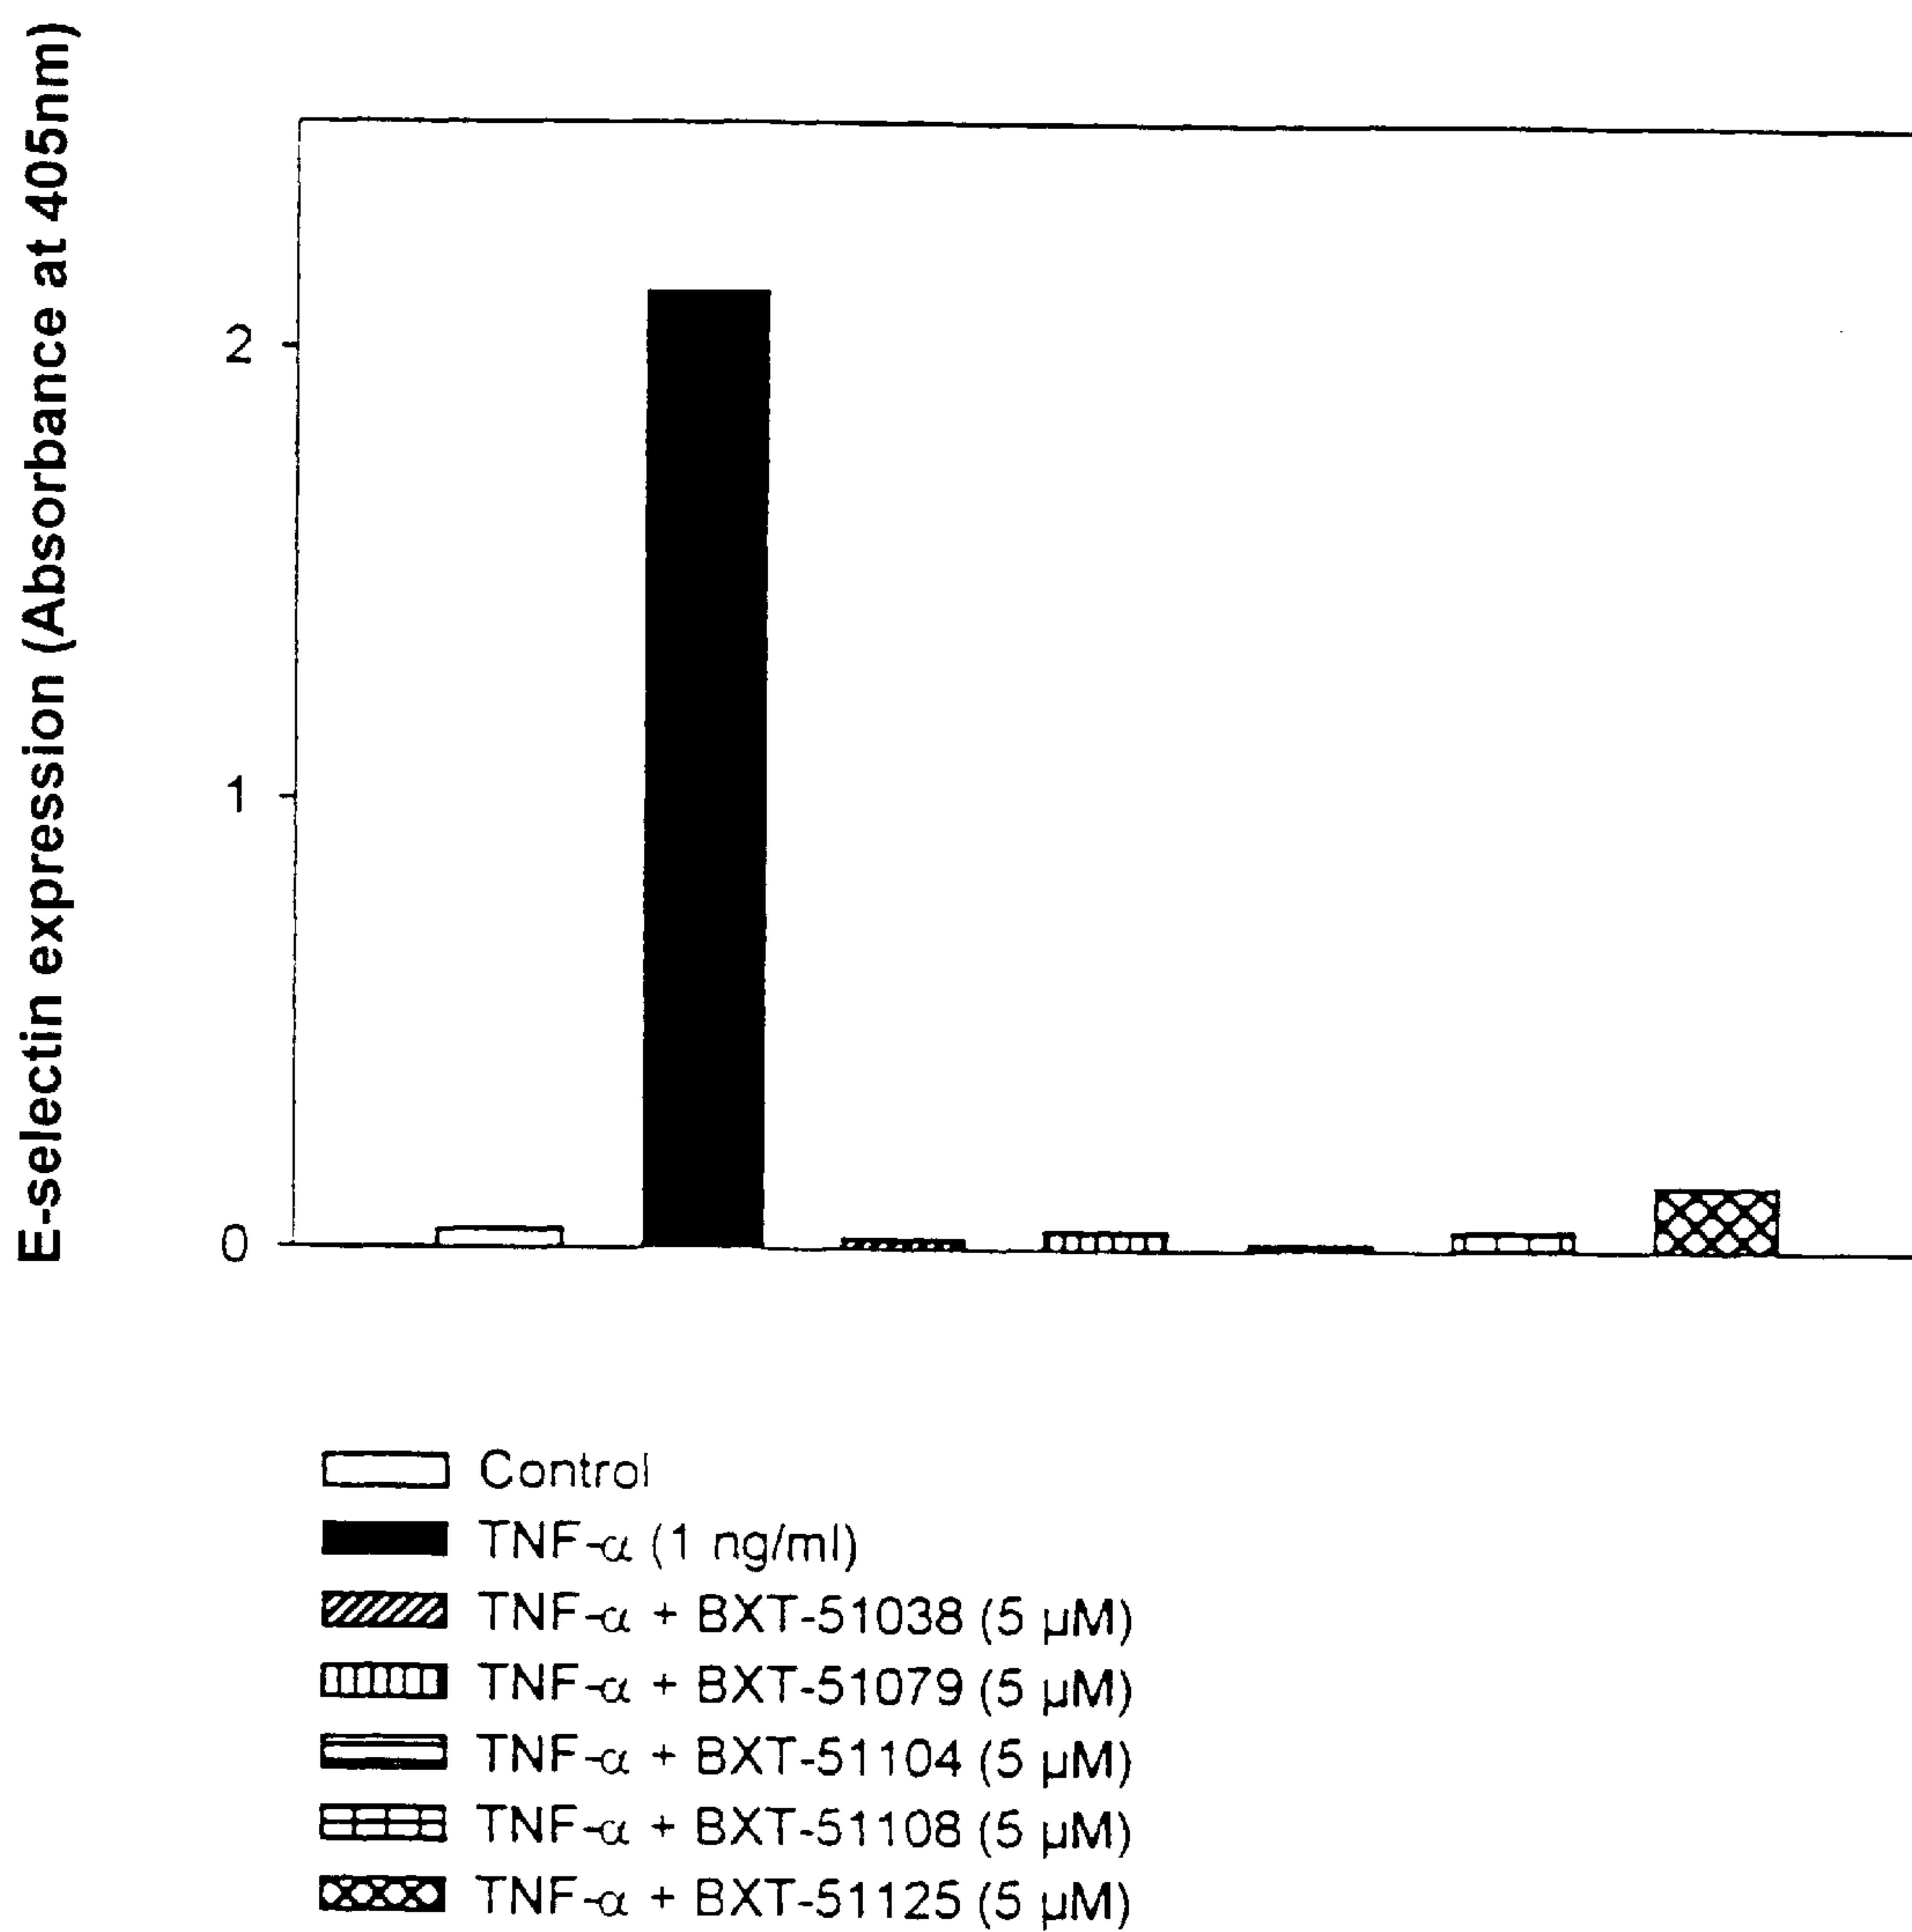 E-selectin expression (Absorbance at 405nm)
2
1
0
Control
TNF-α (1 ng/ml)
TNF-α + BXT-51038 (5 µM)
TNF-α + BXT-51079 (5 µM)
TNF-α + BXT-51104 (5 µM)
TNF-α + BXT-51108 (5 µM)
TNF-α + BXT-51125 (5 µM)